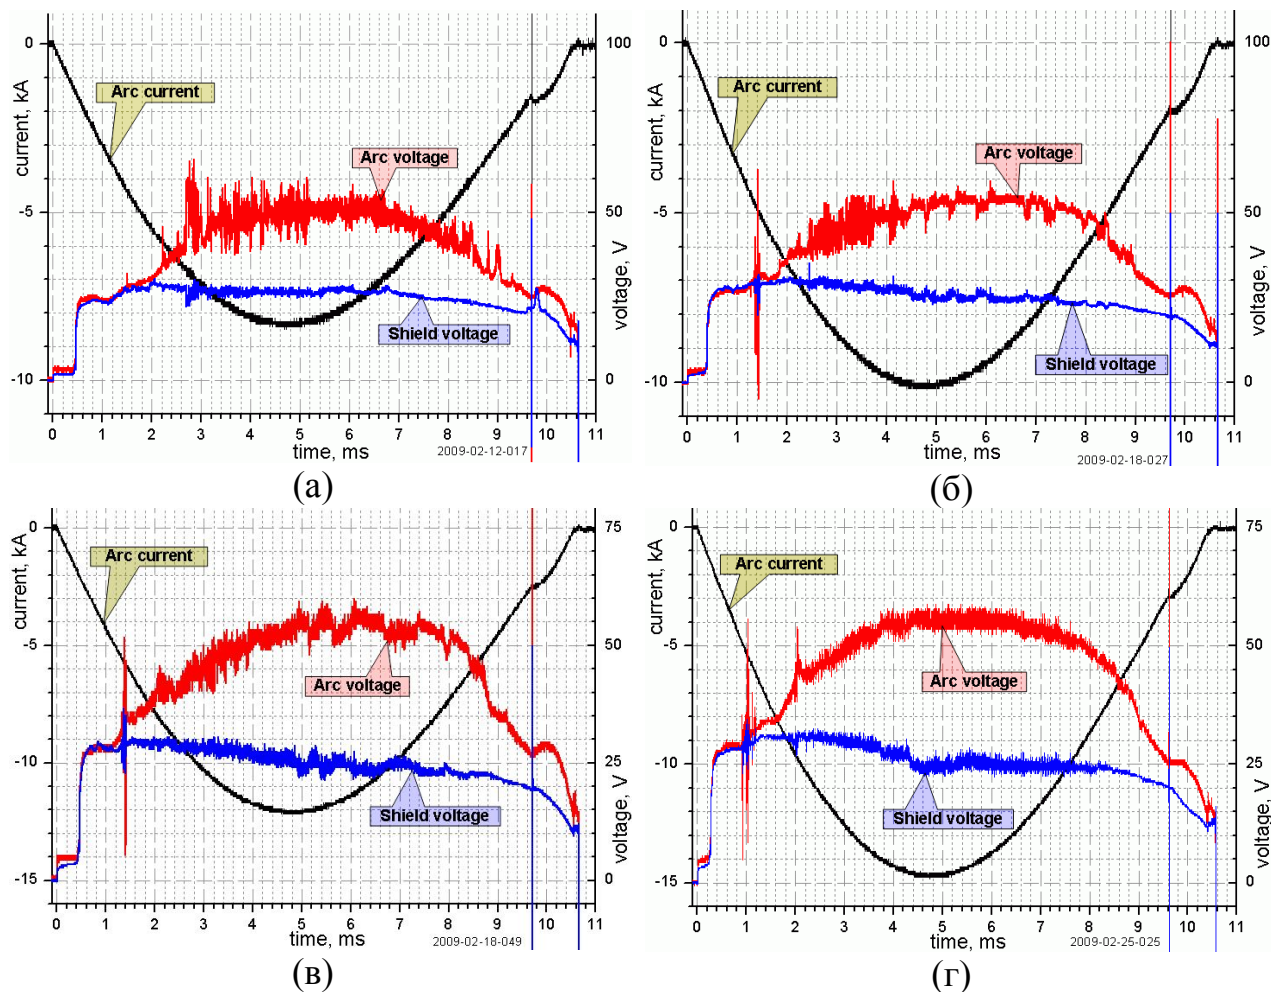 0
100
Arc current
current, kA
Arc voltage
-5
50
voltage, V
Shield voltage
-10
0
0 1 2 3 4 5 6 7 8 9 10 11
time, ms
2009-02-12-017
(а)
0
100
Arc current
current, kA
Arc voltage
-5
50
voltage, V
Shield voltage
-10
0
0 1 2 3 4 5 6 7 8 9 10 11
time, ms
2009-02-18-027
(б)
0
75
Arc current
current, kA
-5
50
Arc voltage
-10
25
Shield voltage
voltage, V
-15
0
0 1 2 3 4 5 6 7 8 9 10 11
time, ms
2009-02-18-049
(в)
0
75
Arc current
current, kA
-5
50
Arc voltage
-10
25
Shield voltage
voltage, V
-15
0
0 1 2 3 4 5 6 7 8 9 10 11
time, ms
2009-02-25-025
(г)